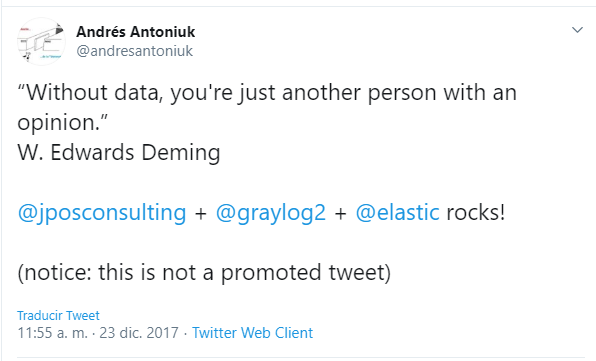 Andrés Antoniuk
@andresantoniuk
“Without data, you're just another person with an
opinion.”
W. Edwards Deming
@jposconsulting + @graylog2 + @elastic rocks!
(notice: this is not a promoted tweet)
Traducir Tweet
11:55 a. m. · 23 dic. 2017 · Twitter Web Client